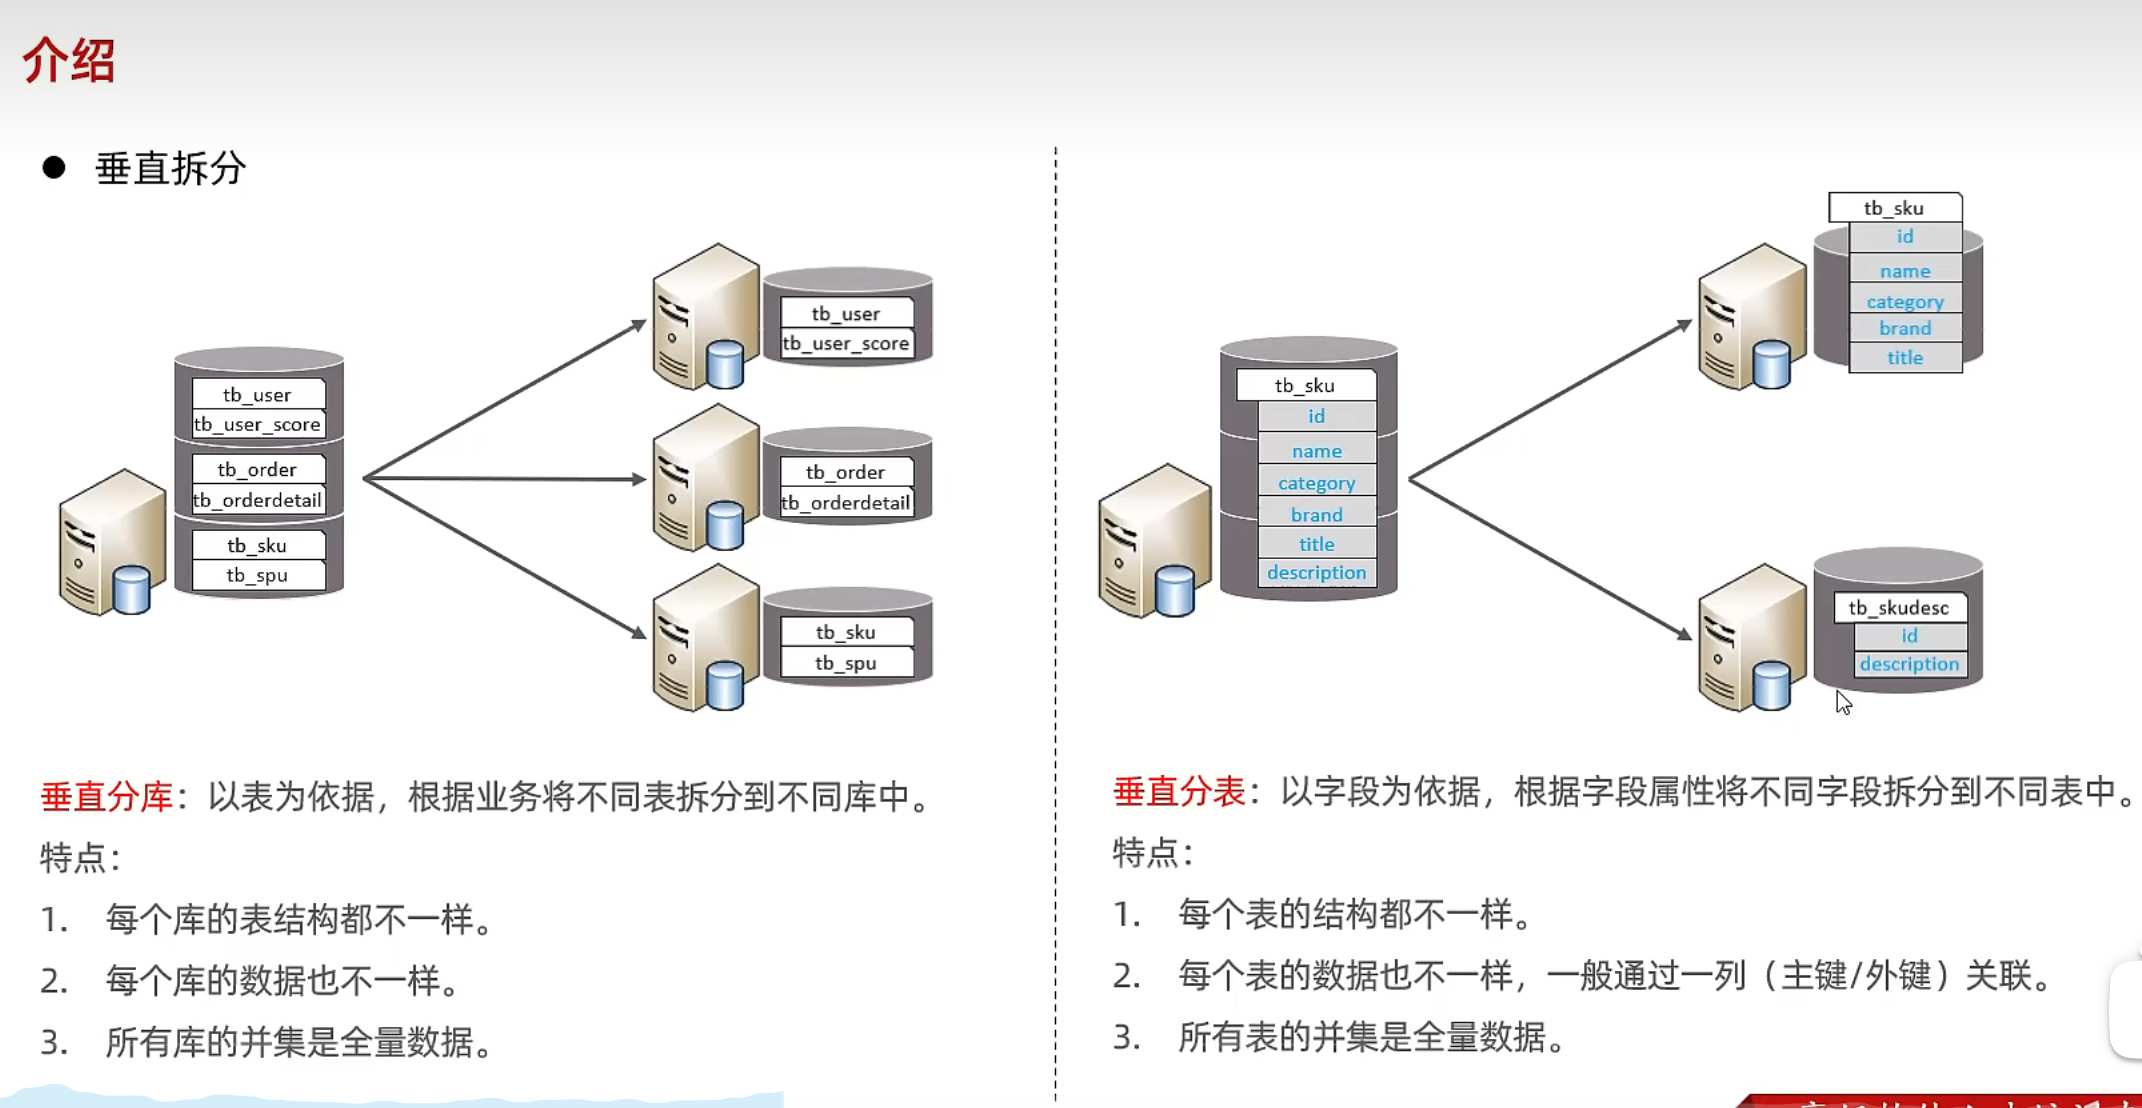 介绍
● 垂直拆分
tb_user
tb_user_score
tb_order
tb_orderdetail
tb_sku
tb_spu
tb_user
tb_user_score
tb_order
tb_orderdetail
tb_sku
tb_spu
垂直分库：以表为依据，根据业务将不同表拆分到不同库中。
特点：
1. 每个库的表结构都不一样。
2. 每个库的数据也不一样。
3. 所有库的并集是全量数据。
tb_sku
id
name
category
brand
title
description
tb_sku
id
name
category
brand
title
tb_skudesc
id
description
垂直分表：以字段为依据，根据字段属性将不同字段拆分到不同表中。
特点：
1. 每个表的结构都不一样。
2. 每个表的数据也不一样，一般通过一列（主键/外键）关联。
3. 所有表的并集是全量数据。